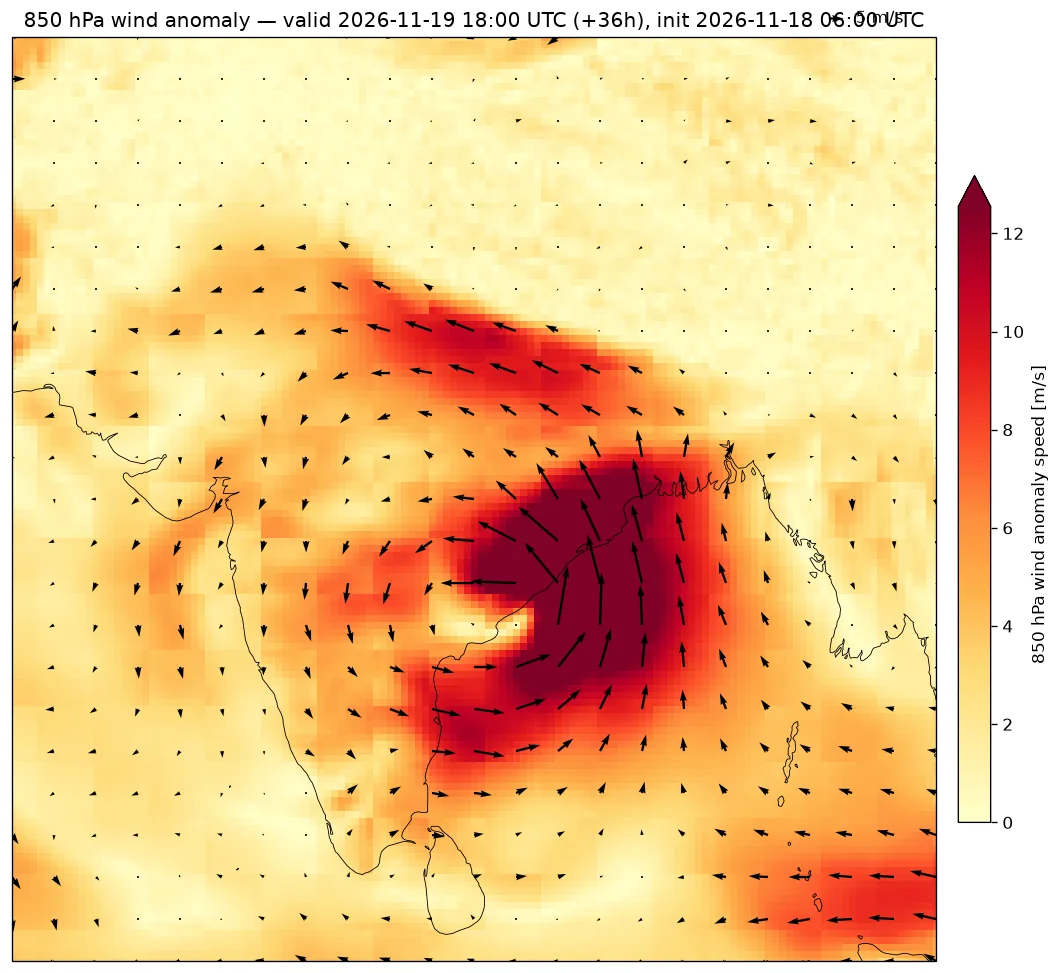 850 hPa wind anomaly — valid 2026-11-19 18:00 UTC (+36h), init 2026-11-18 06:00 UTC
5 m/s
12
10
8
6
4
2
0
850 hPa wind anomaly speed [m/s]